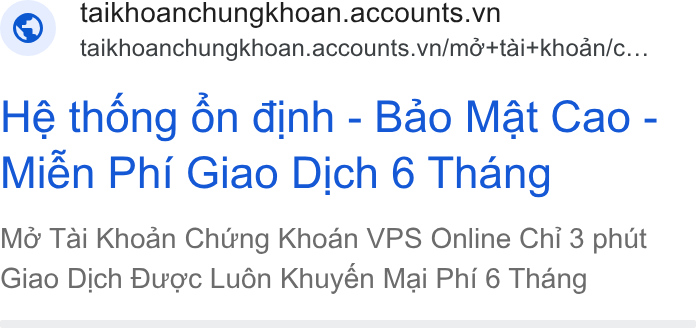 taikhoanchungkhoan.accounts.vn
taikhoanchungkhoan.accounts.vn/mở+tài+khoản/c…
Hệ thống ổn định - Bảo Mật Cao -
Miễn Phí Giao Dịch 6 Tháng
Mở Tài Khoản Chứng Khoán VPS Online Chỉ 3 phút
Giao Dịch Được Luôn Khuyến Mại Phí 6 Tháng